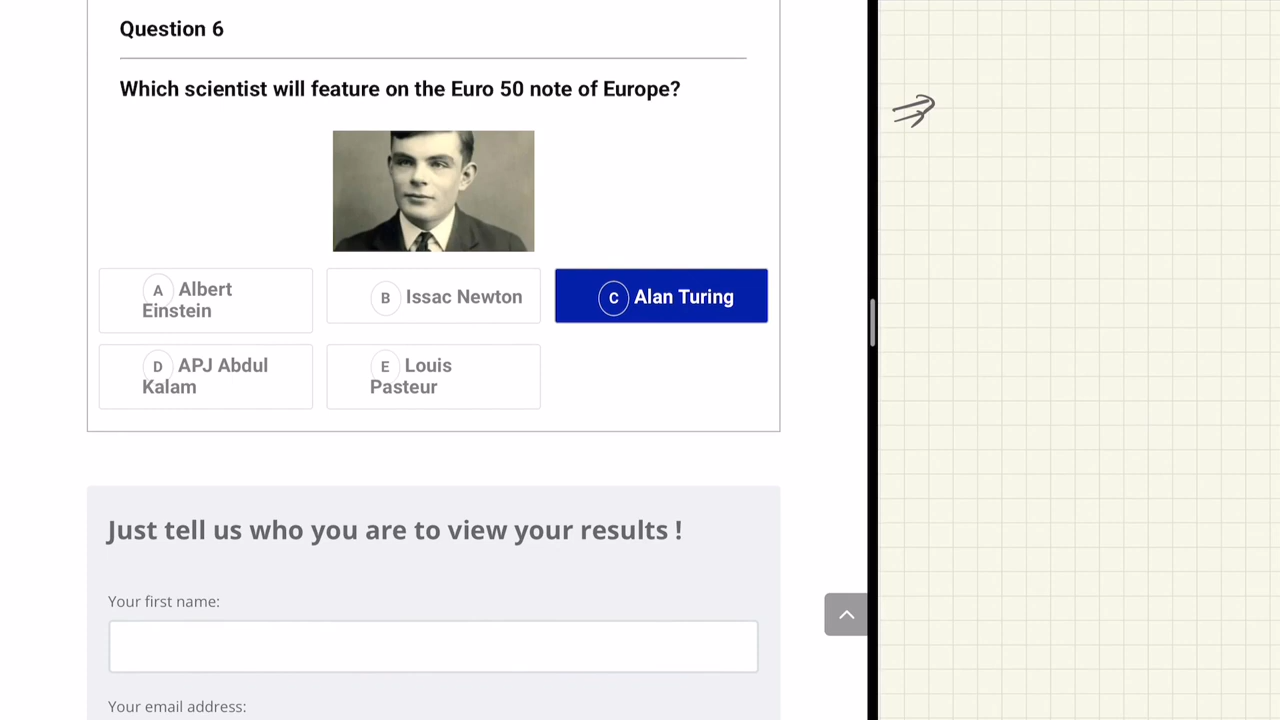 Question 6
Which scientist will feature on the Euro 50 note of Europe?
A Albert Einstein
B Issac Newton
C Alan Turing
D APJ Abdul Kalam
E Louis Pasteur
Just tell us who you are to view your results !
Your first name:
Your email address: